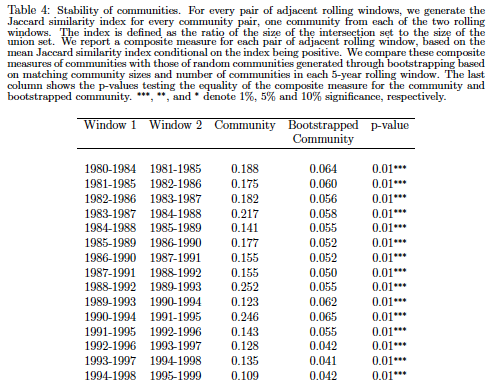 Table 4: Stability of communities. For every pair of adjacent rolling windows, we generate the
Jaccard similarity index for every community pair, one community from each of the two rolling
windows. The index is defined as the ratio of the size of the intersection set to the size of the
union set. We report a composite measure for each pair of adjacent rolling window, based on the
mean Jaccard similarity index conditional on the index being positive. We compare these composite
measures of communities with those of random communities generated through bootstrapping based
on matching community sizes and number of communities in each 5-year rolling window. The last
column shows the p-values testing the equality of the composite measure for the community and
bootstrapped community. ***, **, and * denote 1%, 5% and 10% significance, respectively.
Window 1 Window 2 Community Bootstrapped p-value
Community
1980-1984 1981-1985 0.188 0.064 0.01***
1981-1985 1982-1986 0.175 0.060 0.01***
1982-1986 1983-1987 0.182 0.056 0.01***
1983-1987 1984-1988 0.217 0.058 0.01***
1984-1988 1985-1989 0.141 0.055 0.01***
1985-1989 1986-1990 0.177 0.052 0.01***
1986-1990 1987-1991 0.155 0.052 0.01***
1987-1991 1988-1992 0.155 0.050 0.01***
1988-1992 1989-1993 0.252 0.055 0.01***
1989-1993 1990-1994 0.123 0.062 0.01***
1990-1994 1991-1995 0.246 0.065 0.01***
1991-1995 1992-1996 0.143 0.055 0.01***
1992-1996 1993-1997 0.128 0.042 0.01***
1993-1997 1994-1998 0.135 0.041 0.01***
1994-1998 1995-1999 0.109 0.042 0.01***